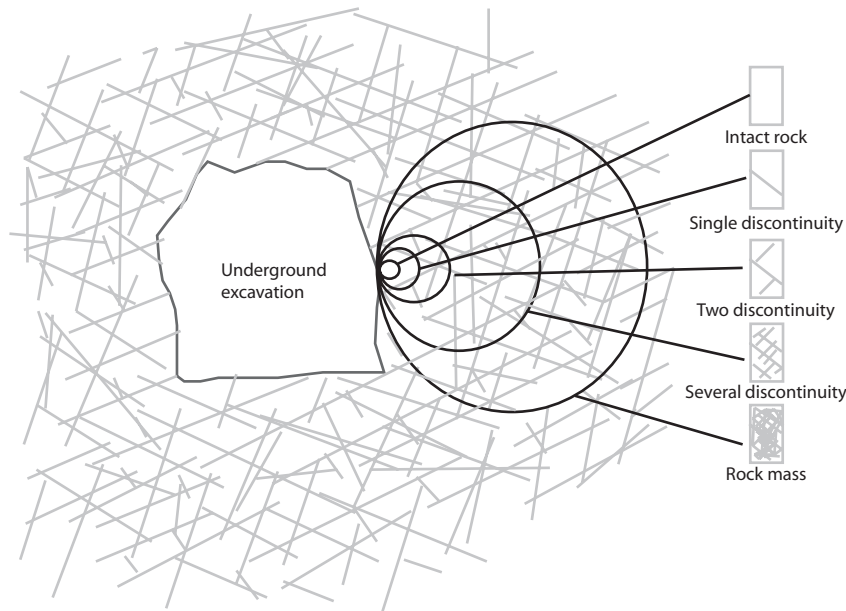 Intact rock
Single discontinuity
Underground
excavation
Two discontinuity
Several discontinuity
Rock mass